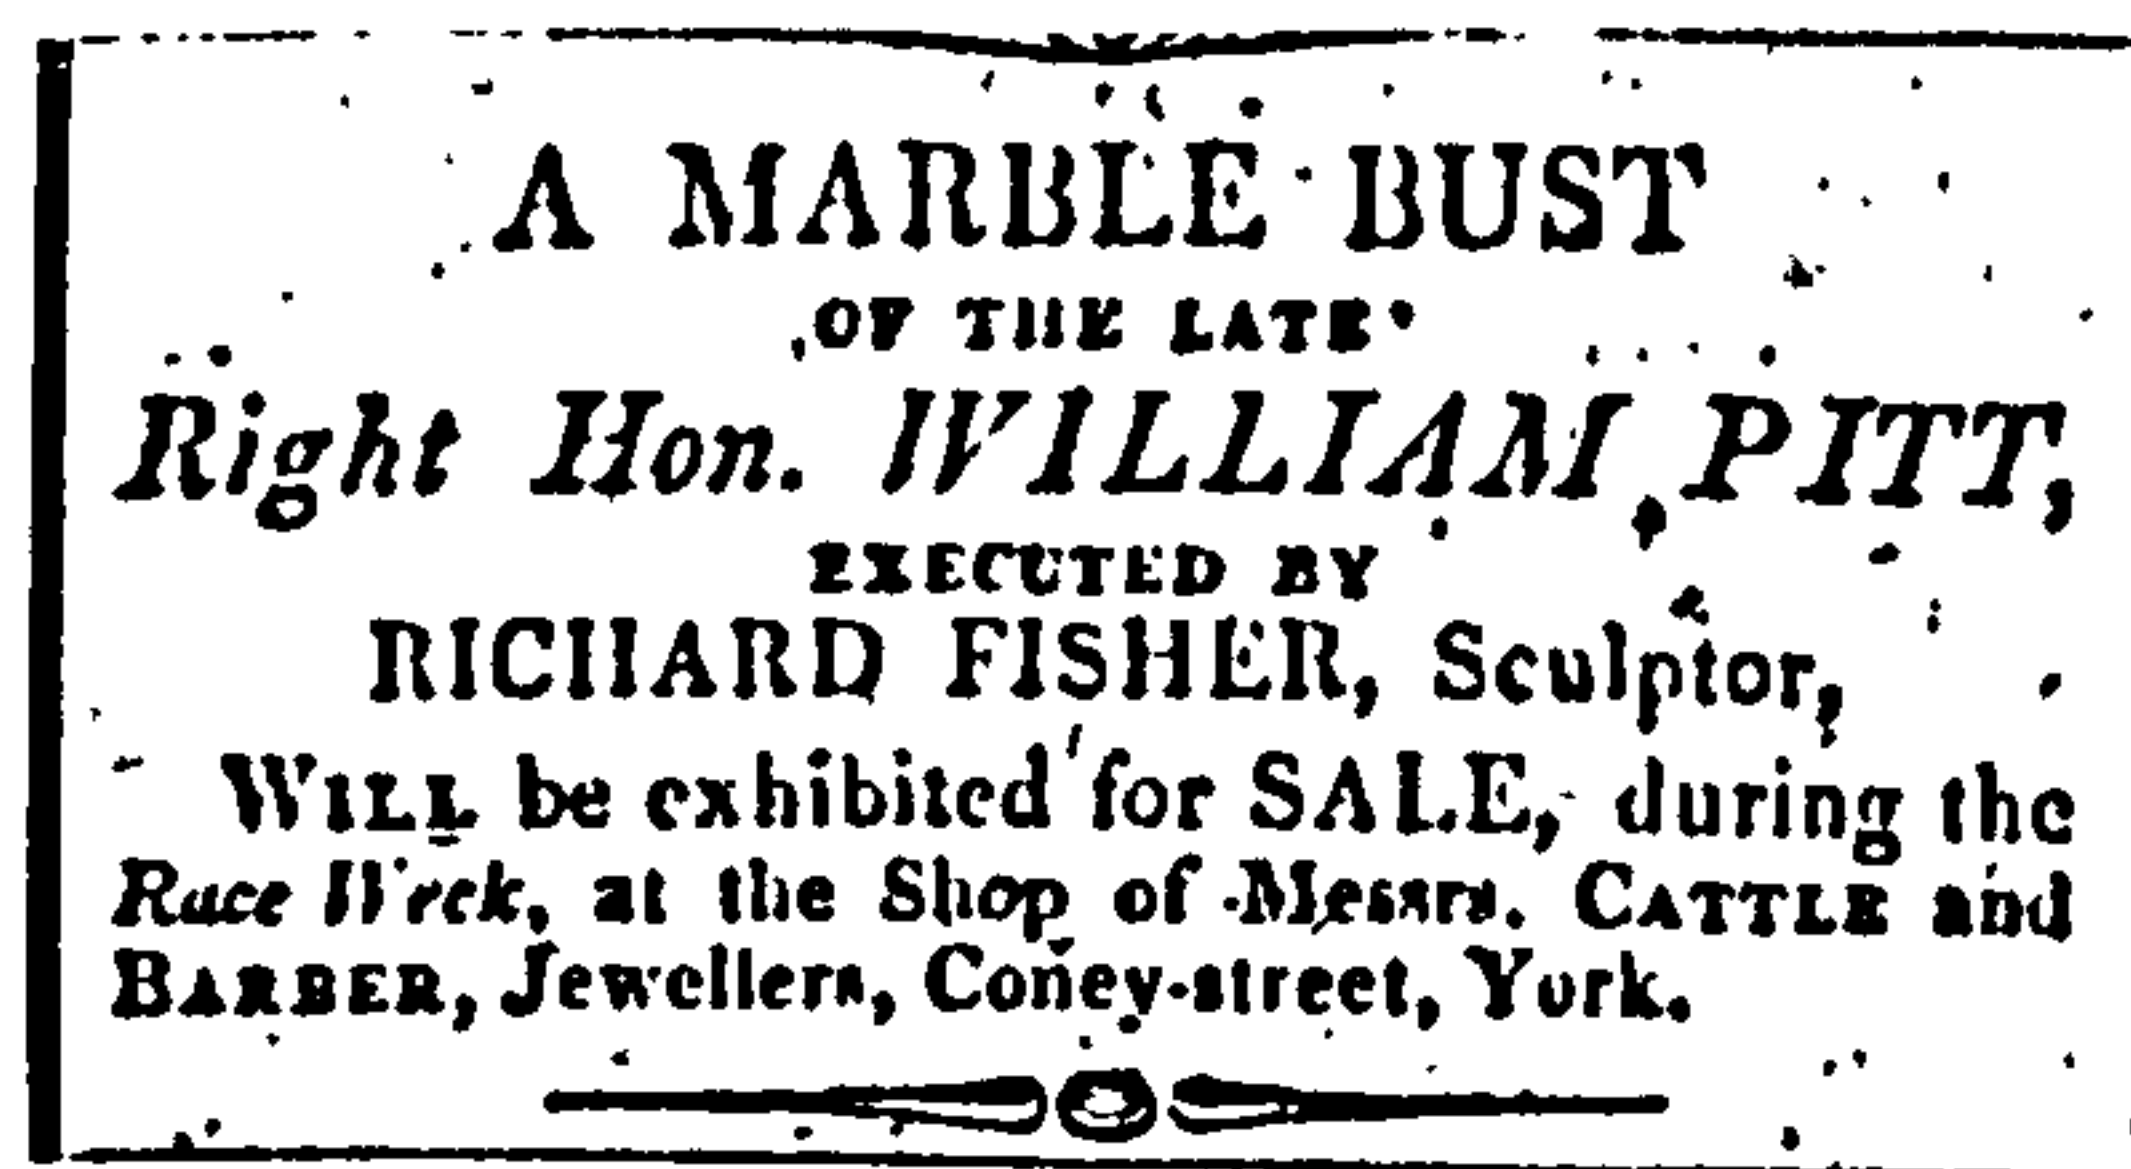 A MARBLE BUST
OF THE LATE
Right Hon. WILLIAM PITT,
EXECUTED BY
RICHARD FISHER, Sculptor,
WILL be exhibited for SALE, during the
Race Week, at the Shop of Messrs. CATTLE and
BARBER, Jewellers, Coney-street, York.